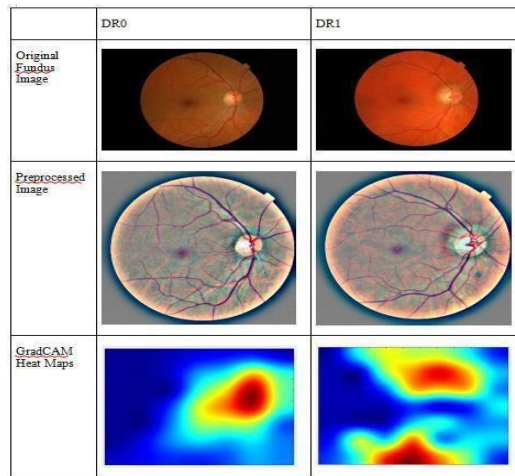 DR0
DR1
Original
Fundus
Image
Preprocessed
Image
GradCAM
Heat Maps